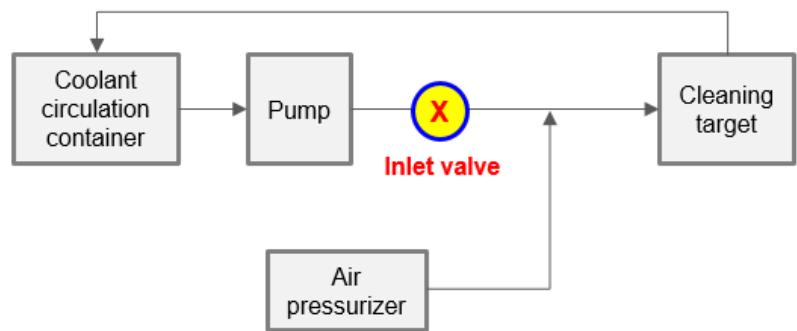 Coolant
circulation
container
Pump
X
Inlet valve
Cleaning
target
Air
pressurizer